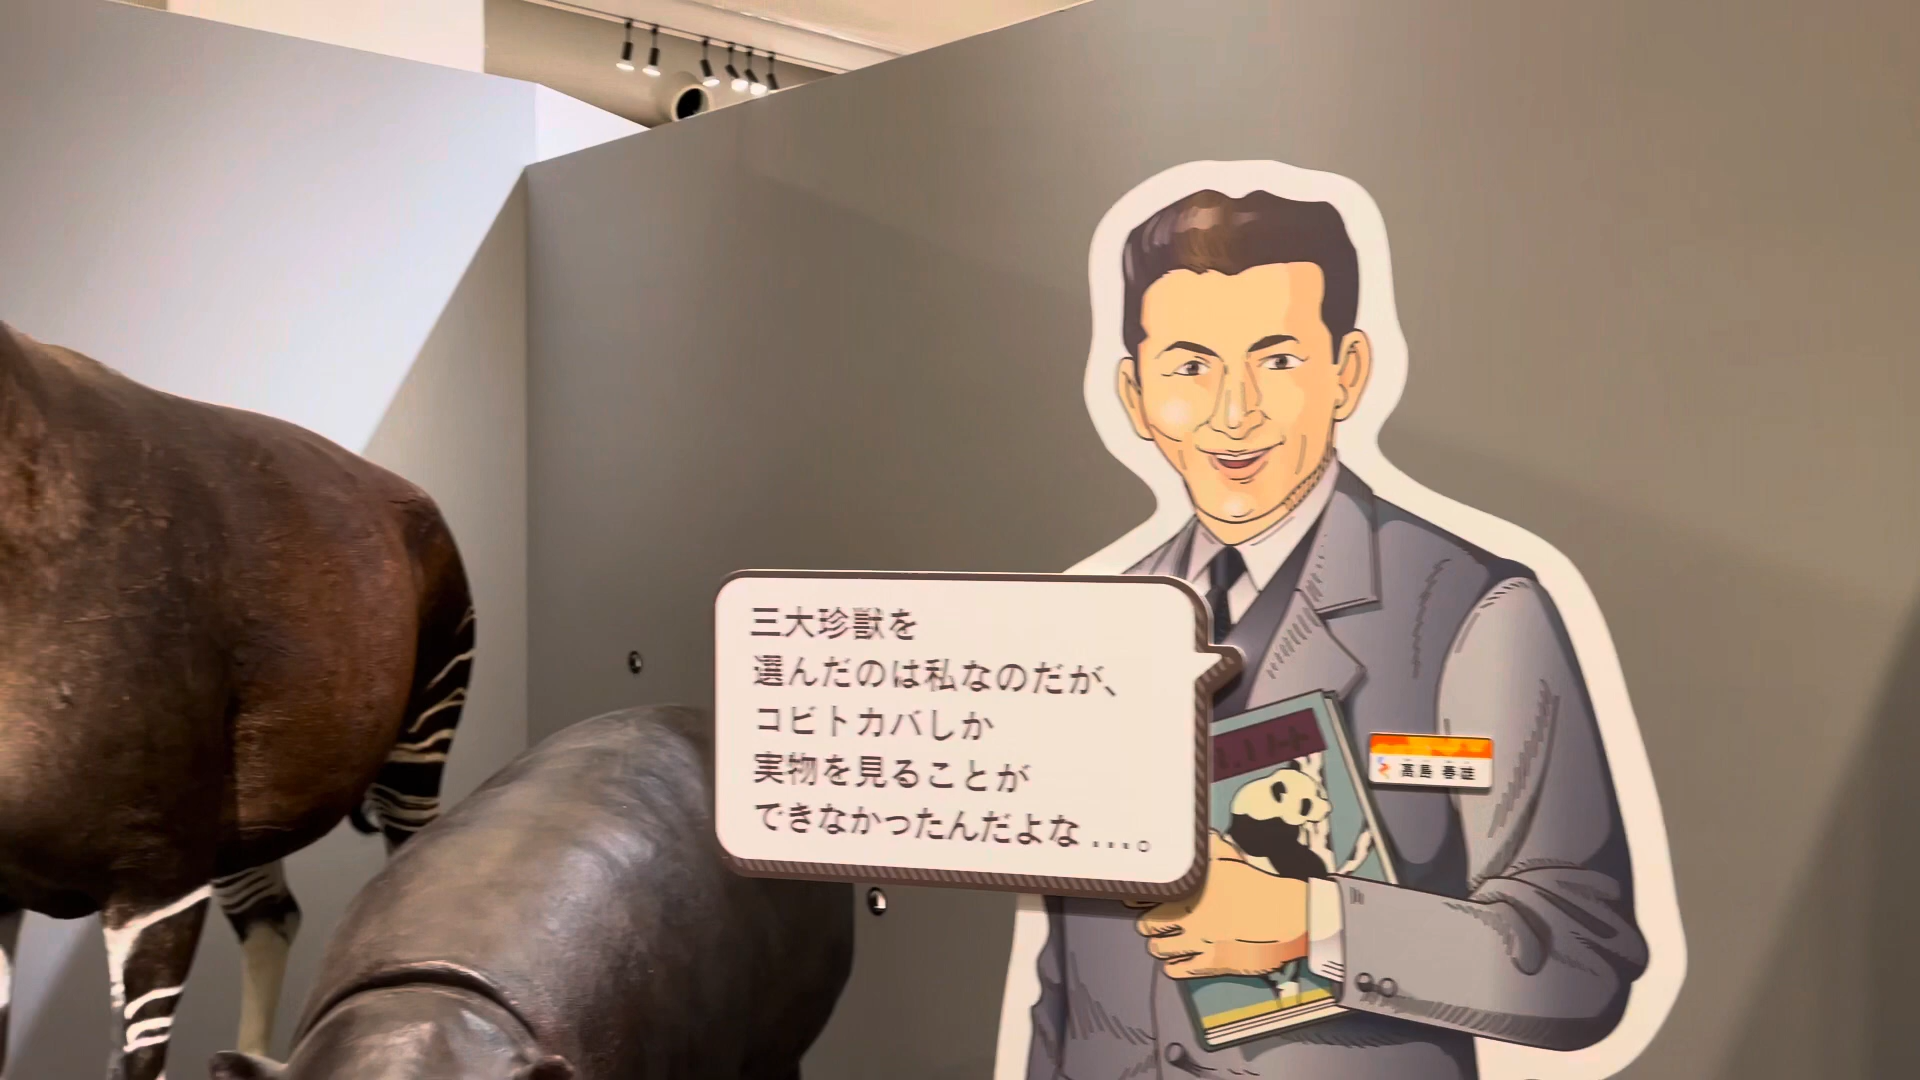 三大珍獣を
選んだのは私なのだが、
コビトカバしか
実物を見ることが
できなかったんだよな…。
高島 春雄